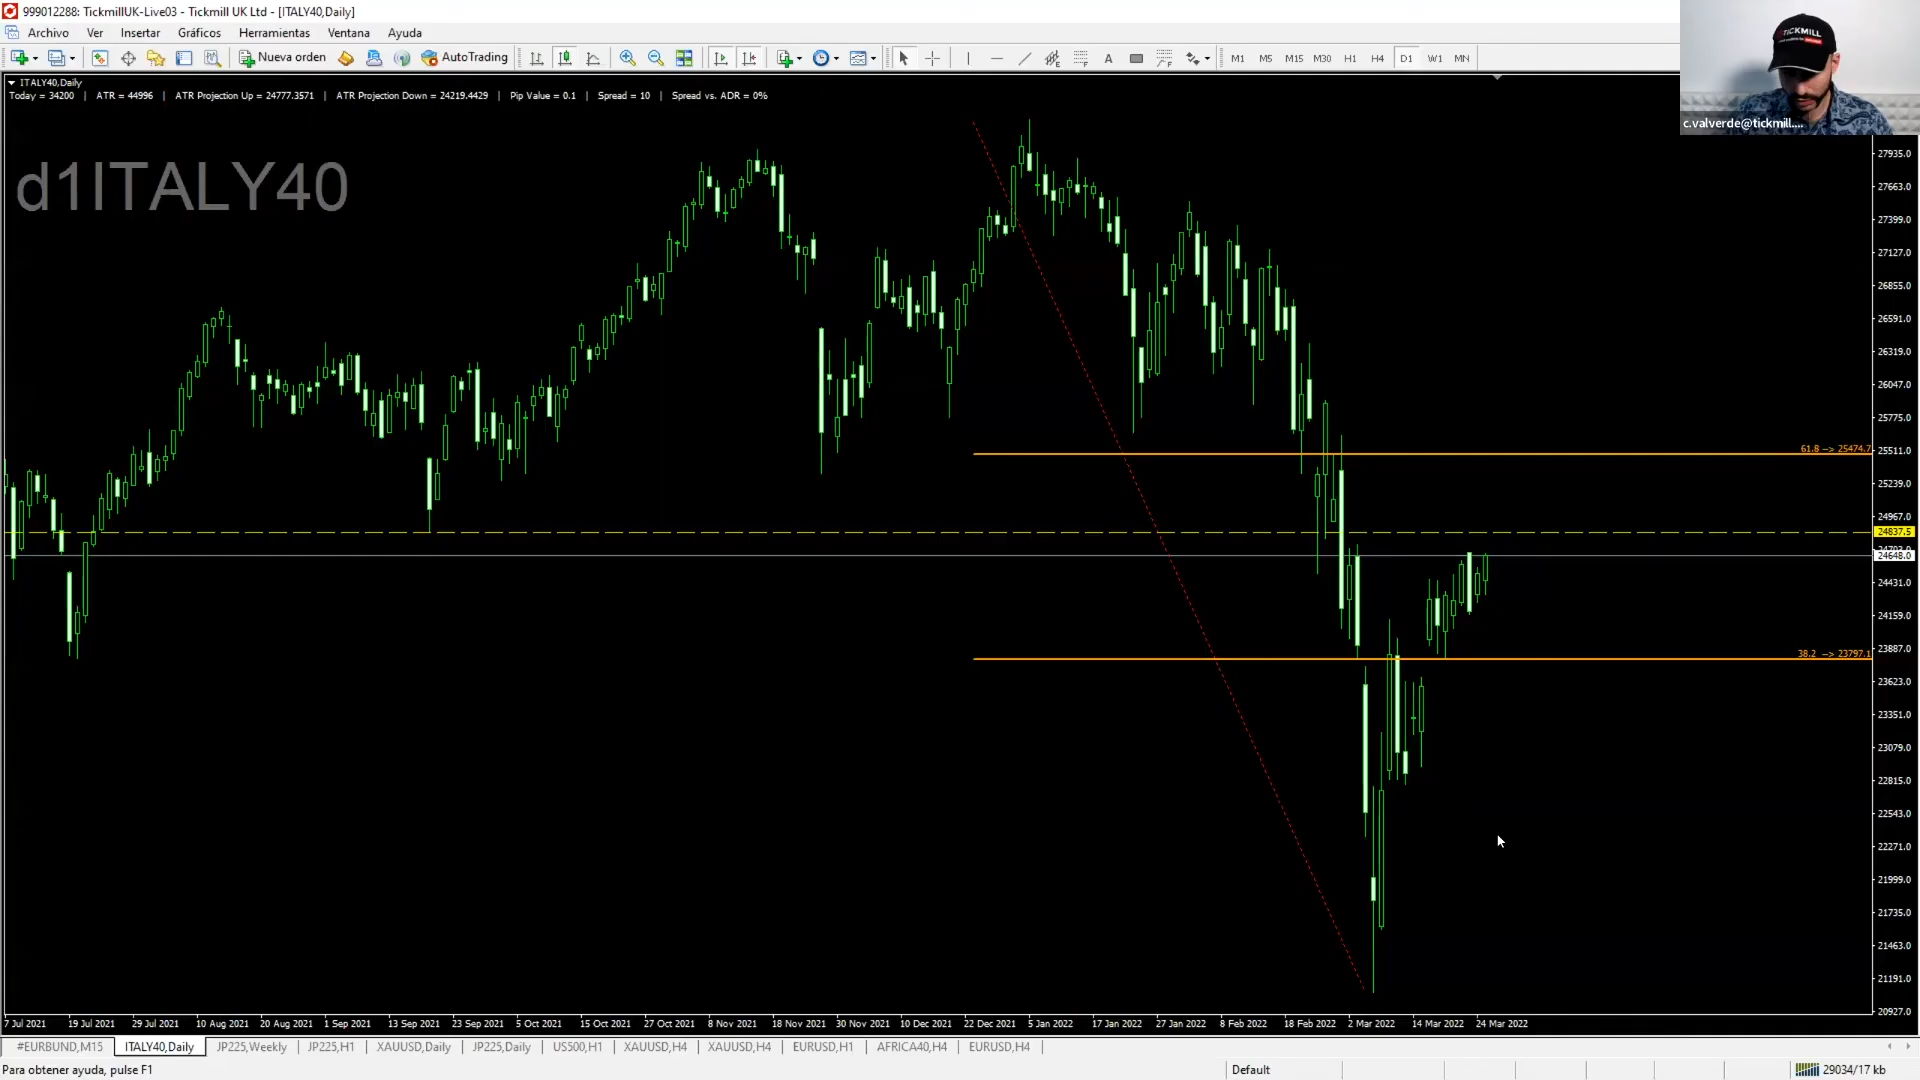 999012288: TickmillUK-Live03 - Tickmill UK Ltd - [ITALY40,Daily]
Archivo Ver Insertar Gráficos Herramientas Ventana Ayuda
Nueva orden AutoTrading A M1 M5 M15 M30 H1 H4 D1 W1 MN
TICKMILL
c.valverde@tickmill....
ITALY40,Daily
Today = 34200 | ATR = 44996 | ATR Projection Up = 24777.3571 | ATR Projection Down = 24219.4429 | Pip Value = 0.1 | Spread = 10 | Spread vs. ADR = 0%
d1ITALY40
27935.0
27663.0
27399.0
27127.0
26855.0
26591.0
26319.0
26047.0
25775.0
61.8 --> 25474.7
25511.0
25239.0
24967.0
24837.5
24648.0
24431.0
24159.0
38.2 --> 23797.1
23887.0
23623.0
23351.0
23079.0
22815.0
22543.0
22271.0
21999.0
21735.0
21463.0
21191.0
20927.0
7 Jul 2021 19 Jul 2021 29 Jul 2021 10 Aug 2021 20 Aug 2021 1 Sep 2021 13 Sep 2021 23 Sep 2021 5 Oct 2021 15 Oct 2021 27 Oct 2021 8 Nov 2021 18 Nov 2021 30 Nov 2021 10 Dec 2021 22 Dec 2021 5 Jan 2022 17 Jan 2022 27 Jan 2022 8 Feb 2022 18 Feb 2022 2 Mar 2022 14 Mar 2022 24 Mar 2022
#EURBUND,M15 ITALY40,Daily JP225,Weekly JP225,H1 XAUUSD,Daily JP225,Daily US500,H1 XAUUSD,H4 XAUUSD,H4 EURUSD,H1 AFRICA40,H4 EURUSD,H4
Para obtener ayuda, pulse F1 Default 29034/17 kb